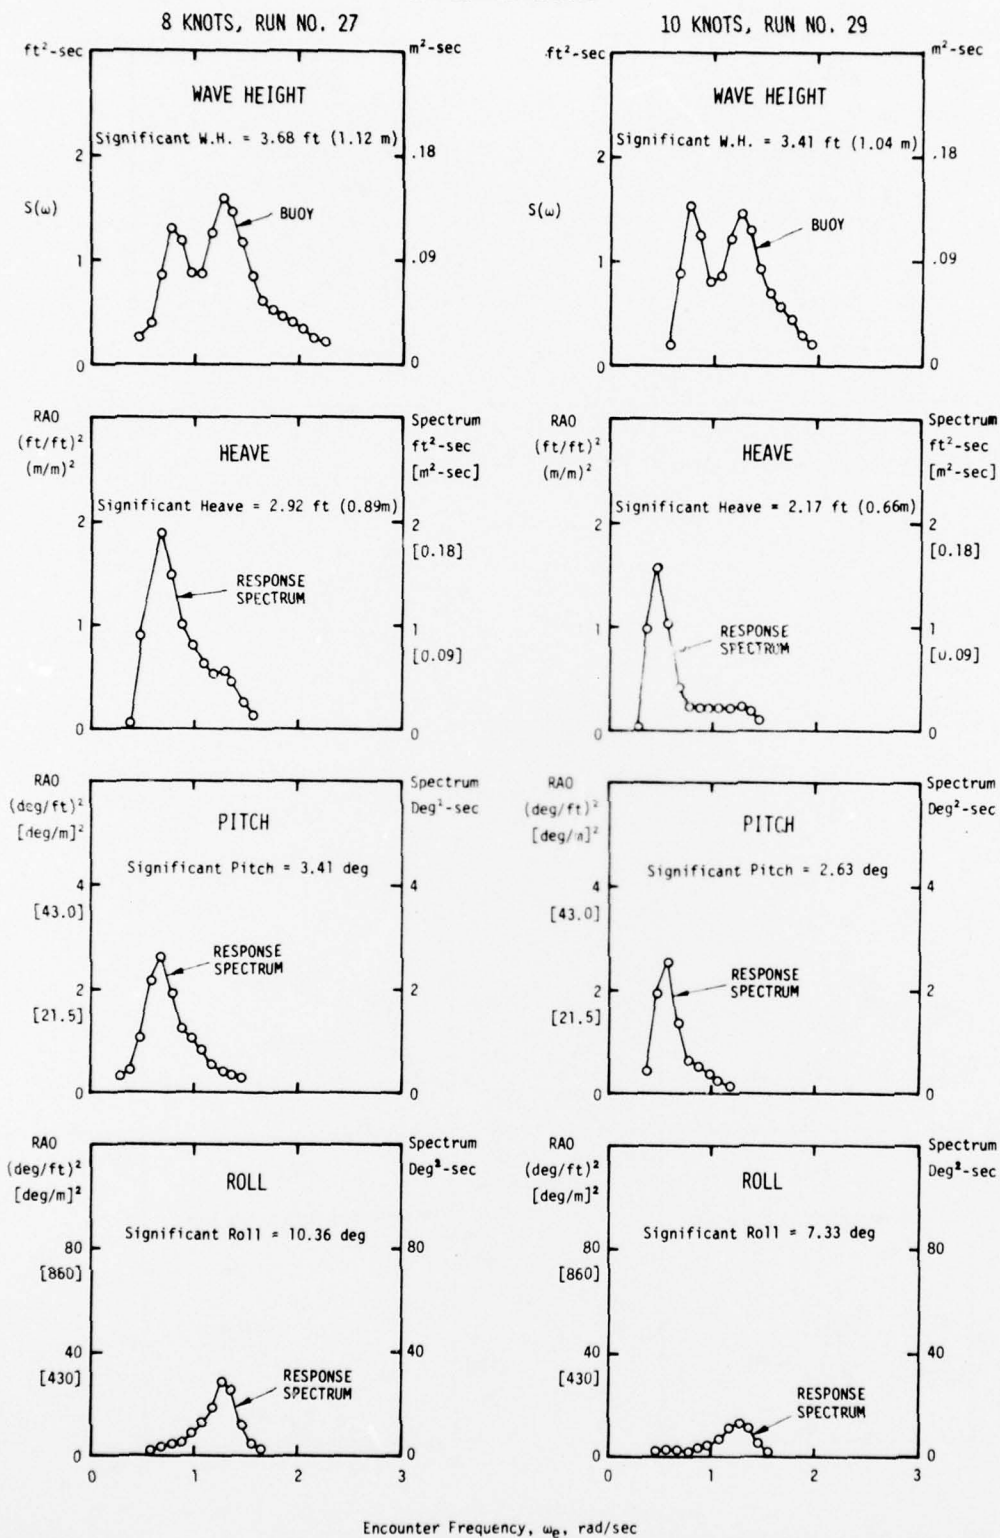 8 KNOTS, RUN NO. 27
ft²-sec
m²-sec
WAVE HEIGHT
Significant W.H. = 3.68 ft (1.12 m)
2
.18
S(ω)
BUOY
1
.09
0
0
10 KNOTS, RUN NO. 29
ft²-sec
m²-sec
WAVE HEIGHT
Significant W.H. = 3.41 ft (1.04 m)
2
.18
S(ω)
BUOY
1
.09
0
0
RAO
(ft/ft)²
(m/m)²
Spectrum
ft²-sec
[m²-sec]
HEAVE
Significant Heave = 2.92 ft (0.89m)
2
2
[0.18]
RESPONSE
SPECTRUM
1
1
[0.09]
0
0
RAO
(ft/ft)²
(m/m)²
Spectrum
ft²-sec
[m²-sec]
HEAVE
Significant Heave = 2.17 ft (0.66m)
2
2
[0.18]
RESPONSE
SPECTRUM
1
1
[0.09]
0
0
RAO
(deg/ft)²
[deg/m]²
Spectrum
Deg²-sec
PITCH
Significant Pitch = 3.41 deg
4
4
[43.0]
RESPONSE
SPECTRUM
2
2
[21.5]
0
0
RAO
(deg/ft)²
[deg/m]²
Spectrum
Deg²-sec
PITCH
Significant Pitch = 2.63 deg
4
4
[43.0]
RESPONSE
SPECTRUM
2
2
[21.5]
0
0
RAO
(deg/ft)²
[deg/m]²
Spectrum
Deg²-sec
ROLL
Significant Roll = 10.36 deg
80
80
[860]
40
40
[430]
RESPONSE
SPECTRUM
0
0
0 1 2 3
RAO
(deg/ft)²
[deg/m]²
Spectrum
Deg²-sec
ROLL
Significant Roll = 7.33 deg
80
80
[860]
40
40
[430]
RESPONSE
SPECTRUM
0
0
0 1 2 3
Encounter Frequency, ωe, rad/sec